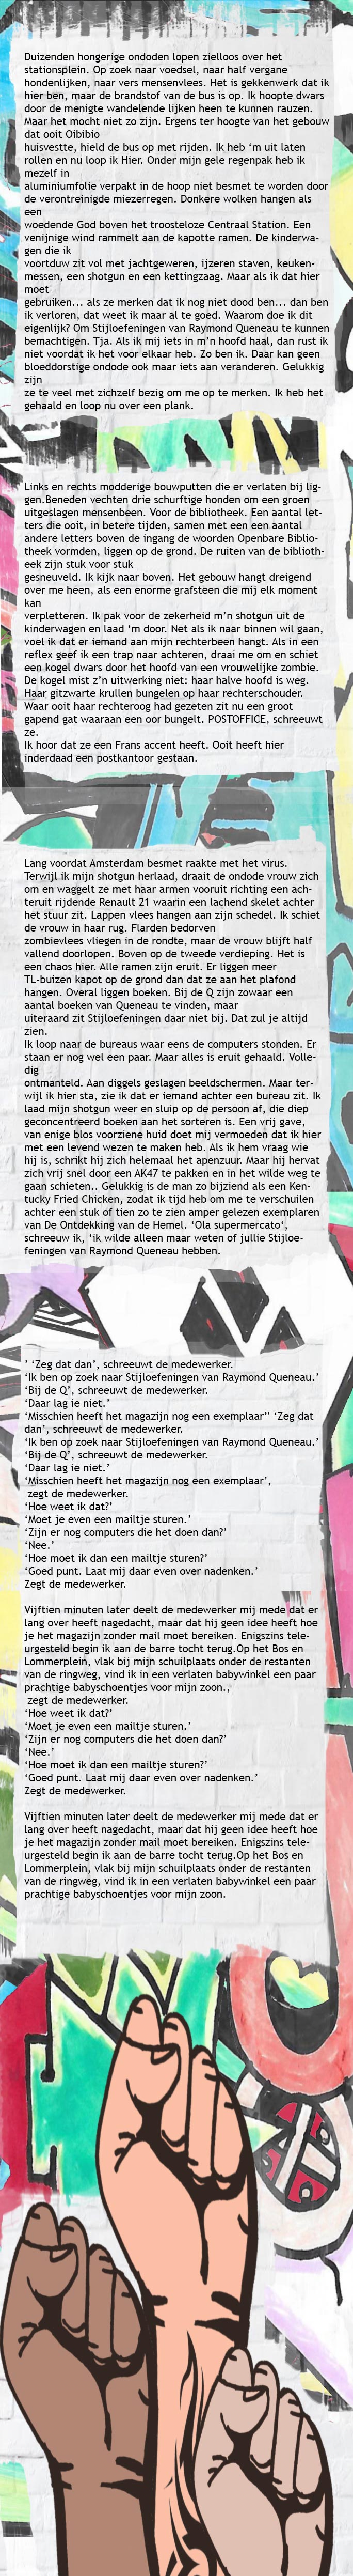 Duizenden hongerige ondoden lopen zielloos over het
stationsplein. Op zoek naar voedsel, naar half vergane
hondenlijken, naar vers mensenvlees. Het is gekkenwerk dat ik
hier ben, maar de brandstof van de bus is op. Ik hoopte dwars
door de menigte wandelende lijken heen te kunnen rauzen.
Maar het mocht niet zo zijn. Ergens ter hoogte van het gebouw
dat ooit Oibibio
huisvestte, hield de bus op met rijden. Ik heb ‘m uit laten
rollen en nu loop ik Hier. Onder mijn gele regenpak heb ik
mezelf in
aluminiumfolie verpakt in de hoop niet besmet te worden door
de verontreinigde miezerregen. Donkere wolken hangen als
een
woedende God boven het troosteloze Centraal Station. Een
venijnige wind rammelt aan de kapotte ramen. De kinderwa-
gen die ik
voortduw zit vol met jachtgeweren, ijzeren staven, keuken-
messen, een shotgun en een kettingzaag. Maar als ik dat hier
moet
gebruiken... als ze merken dat ik nog niet dood ben... dan ben
ik verloren, dat weet ik maar al te goed. Waarom doe ik dit
eigenlijk? Om Stijloefeningen van Raymond Queneau te kunnen
bemachtigen. Tja. Als ik mij iets in m’n hoofd haal, dan rust ik
niet voordat ik het voor elkaar heb. Zo ben ik. Daar kan geen
bloeddorstige ondode ook maar iets aan veranderen. Gelukkig
zijn
ze te veel met zichzelf bezig om me op te merken. Ik heb het
gehaald en loop nu over een plank.
Links en rechts modderige bouwputten die er verlaten bij lig-
gen.Beneden vechten drie schurftige honden om een groen
uitgeslagen mensenbeen. Voor de bibliotheek. Een aantal let-
ters die ooit, in betere tijden, samen met een een aantal
andere letters boven de ingang de woorden Openbare Biblio-
theek vormden, liggen op de grond. De ruiten van de biblioth-
eek zijn stuk voor stuk
gesneuveld. Ik kijk naar boven. Het gebouw hangt dreigend
over me heen, als een enorme grafsteen die mij elk moment
kan
verpletteren. Ik pak voor de zekerheid m’n shotgun uit de
kinderwagen en laad ‘m door. Net als ik naar binnen wil gaan,
voel ik dat er iemand aan mijn rechterbeen hangt. Als in een
reflex geef ik een trap naar achteren, draai me om en schiet
een kogel dwars door het hoofd van een vrouwelijke zombie.
De kogel mist z’n uitwerking niet: haar halve hoofd is weg.
Haar gitzwarte krullen bungelen op haar rechterschouder.
Waar ooit haar rechteroog had gezeten zit nu een groot
gapend gat waaraan een oor bungelt. POSTOFFICE, schreeuwt
ze.
Ik hoor dat ze een Frans accent heeft. Ooit heeft hier
inderdaad een postkantoor gestaan.
Lang voordat Amsterdam besmet raakte met het virus.
Terwijl ik mijn shotgun herlaad, draait de ondode vrouw zich
om en waggelt ze met haar armen vooruit richting een ach-
teruit rijdende Renault 21 waarin een lachend skelet achter
het stuur zit. Lappen vlees hangen aan zijn schedel. Ik schiet
de vrouw in haar rug. Flarden bedorven
zombievlees vliegen in de rondte, maar de vrouw blijft half
vallend doorlopen. Boven op de tweede verdieping. Het is
een chaos hier. Alle ramen zijn eruit. Er liggen meer
TL-buizen kapot op de grond dan dat ze aan het plafond
hangen. Overal liggen boeken. Bij de Q zijn zowaar een
aantal boeken van Queneau te vinden, maar
uiteraard zit Stijloefeningen daar niet bij. Dat zul je altijd
zien.
Ik loop naar de bureaus waar eens de computers stonden. Er
staan er nog wel een paar. Maar alles is eruit gehaald. Volle-
dig
ontmanteld. Aan diggels geslagen beeldschermen. Maar ter-
wijl ik hier sta, zie ik dat er iemand achter een bureau zit. Ik
laad mijn shotgun weer en sluip op de persoon af, die diep
geconcentreerd boeken aan het sorteren is. Een vrij gave,
van enige blos voorziene huid doet mij vermoeden dat ik hier
met een levend wezen te maken heb. Als ik hem vraag wie
hij is, schrikt hij zich helemaal het apenzuur. Maar hij hervat
zich vrij snel door een AK47 te pakken en in het wilde weg te
gaan schieten.. Gelukkig is de man zo bijziend als een Ken-
tucky Fried Chicken, zodat ik tijd heb om me te verschuilen
achter een stuk of tien zo te zien amper gelezen exemplaren
van De Ontdekking van de Hemel. ‘Ola supermercato’,
schreeuw ik, ‘ik wilde alleen maar weten of jullie Stijloe-
feningen van Raymond Queneau hebben.
’ ‘Zeg dat dan’, schreeuwt de medewerker.
‘Ik ben op zoek naar Stijloefeningen van Raymond Queneau.’
‘Bij de Q’, schreeuwt de medewerker.
‘Daar lag ie niet.’
‘Misschien heeft het magazijn nog een exemplaar’’ ‘Zeg dat
dan’, schreeuwt de medewerker.
‘Ik ben op zoek naar Stijloefeningen van Raymond Queneau.’
‘Bij de Q’, schreeuwt de medewerker.
‘Daar lag ie niet.’
‘Misschien heeft het magazijn nog een exemplaar’,
zegt de medewerker.
‘Hoe weet ik dat?’
‘Moet je even een mailtje sturen.’
‘Zijn er nog computers die het doen dan?’
‘Nee.’
‘Hoe moet ik dan een mailtje sturen?’
‘Goed punt. Laat mij daar even over nadenken.’
Zegt de medewerker.
Vijftien minuten later deelt de medewerker mij mede dat er
lang over heeft nagedacht, maar dat hij geen idee heeft hoe
je het magazijn zonder mail moet bereiken. Enigszins tele-
urgesteld begin ik aan de barre tocht terug.Op het Bos en
Lommerplein, vlak bij mijn schuilplaats onder de restanten
van de ringweg, vind ik in een verlaten babywinkel een paar
prachtige babyschoentjes voor mijn zoon.,
zegt de medewerker.
‘Hoe weet ik dat?’
‘Moet je even een mailtje sturen.’
‘Zijn er nog computers die het doen dan?’
‘Nee.’
‘Hoe moet ik dan een mailtje sturen?’
‘Goed punt. Laat mij daar even over nadenken.’
Zegt de medewerker.
Vijftien minuten later deelt de medewerker mij mede dat er
lang over heeft nagedacht, maar dat hij geen idee heeft hoe
je het magazijn zonder mail moet bereiken. Enigszins tele-
urgesteld begin ik aan de barre tocht terug.Op het Bos en
Lommerplein, vlak bij mijn schuilplaats onder de restanten
van de ringweg, vind ik in een verlaten babywinkel een paar
prachtige babyschoentjes voor mijn zoon.